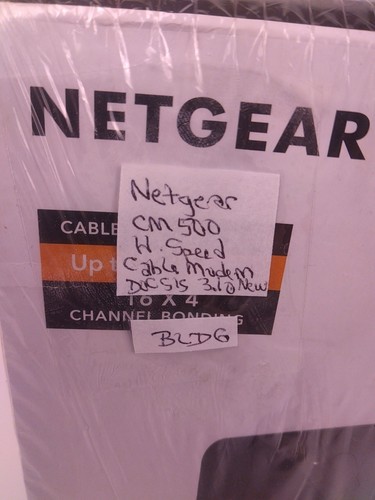 NETGEAR
Netgear
CM500
H. Speed
Cable Modem
DOCSIS 3.0 New
CABLE
Up t
16 X 4
CHANNEL BONDING
BLDG